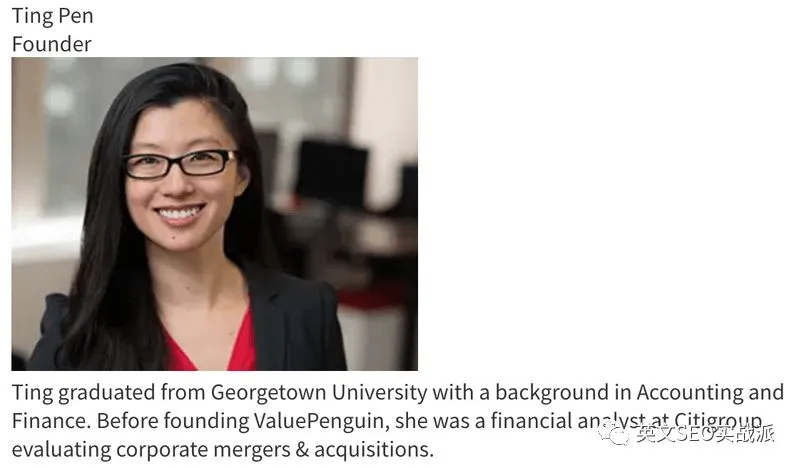 Ting Pen
Founder
Ting graduated from Georgetown University with a background in Accounting and
Finance. Before founding ValuePenguin, she was a financial analyst at Citigroup
evaluating corporate mergers & acquisitions.
英文SEO实战派